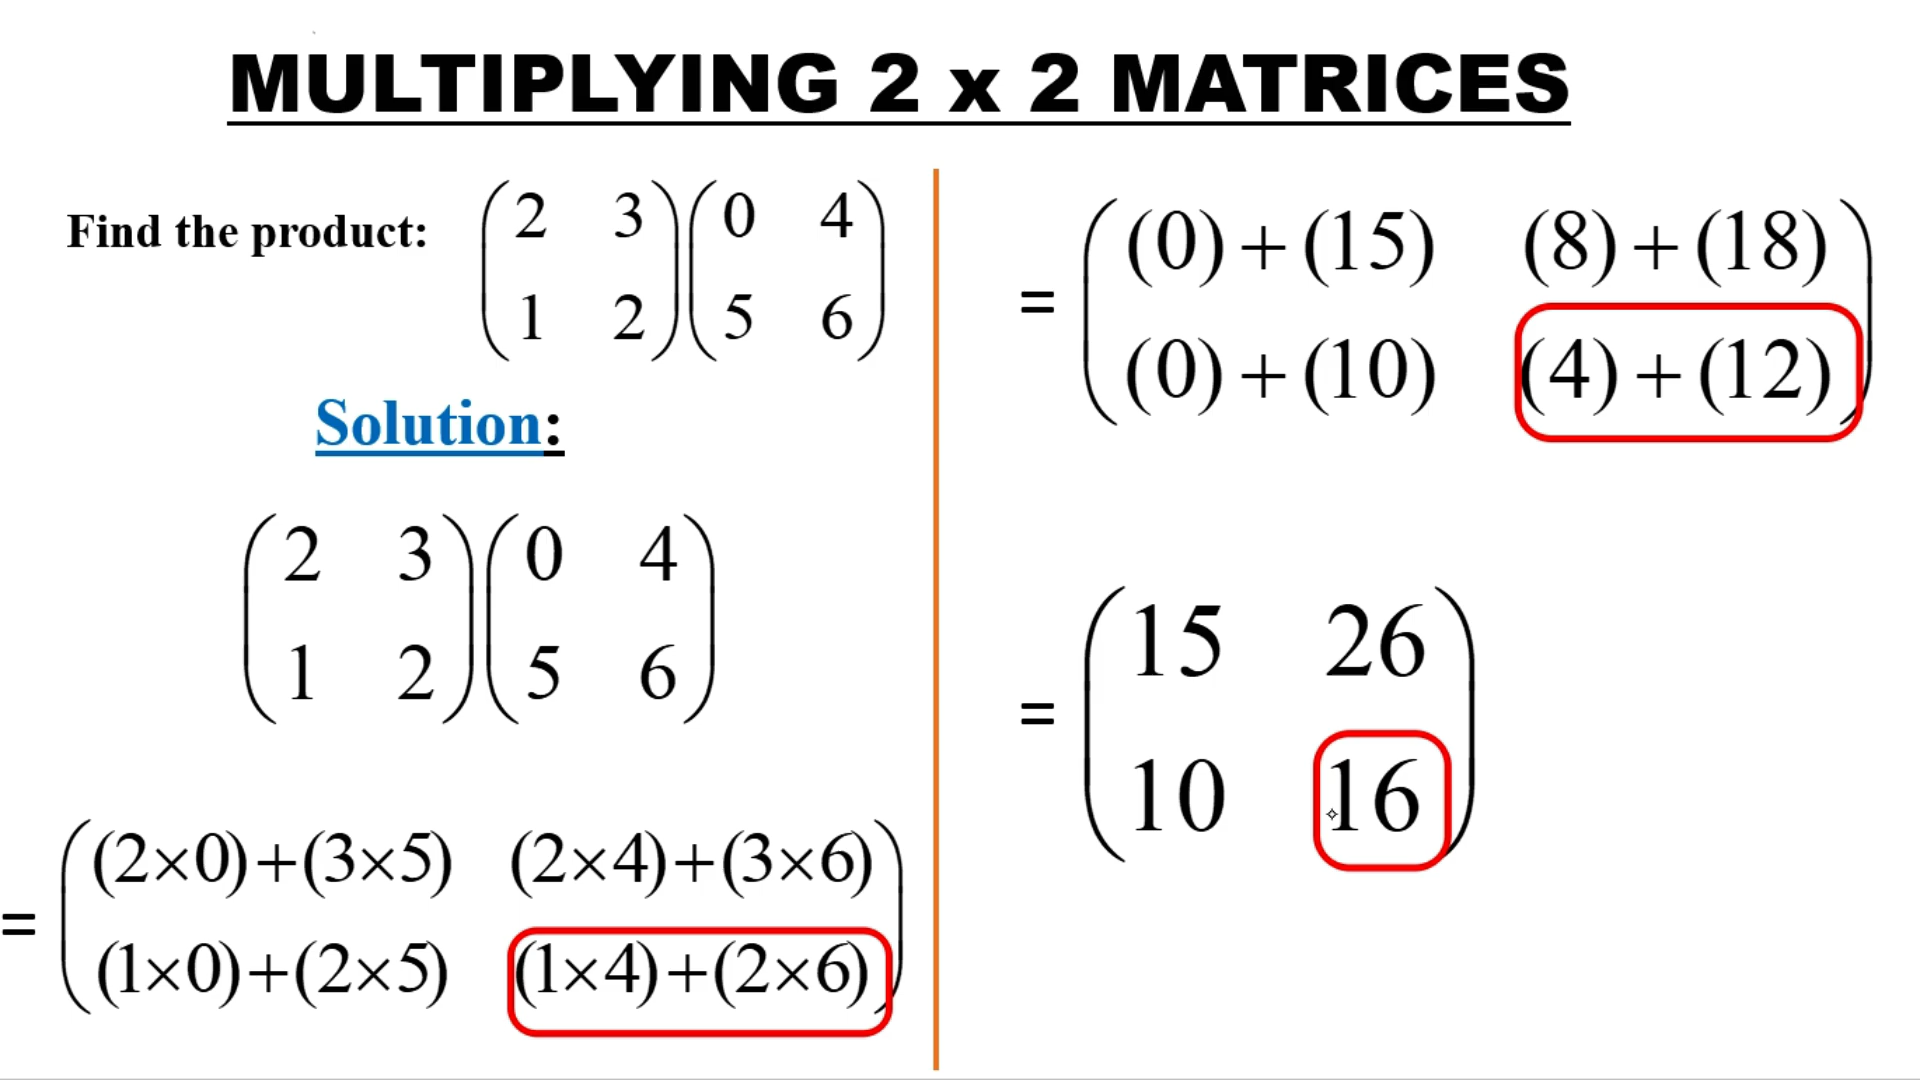 MULTIPLYING 2 x 2 MATRICES
Find the product:
2 3 0 4
1 2 5 6
Solution:
2 3 0 4
1 2 5 6
=
(2×0)+(3×5) (2×4)+(3×6)
(1×0)+(2×5) (1×4)+(2×6)
=
(0)+(15) (8)+(18)
(0)+(10) (4)+(12)
=
15 26
10 16